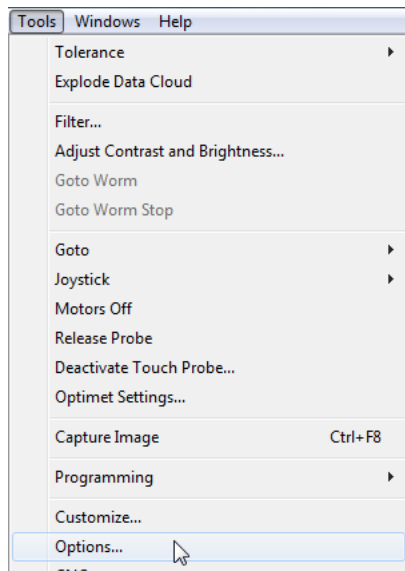 Tools Windows Help
Tolerance
Explode Data Cloud
Filter...
Adjust Contrast and Brightness...
Goto Worm
Goto Worm Stop
Goto
Joystick
Motors Off
Release Probe
Deactivate Touch Probe...
Optimet Settings...
Capture Image Ctrl+F8
Programming
Customize...
Options...